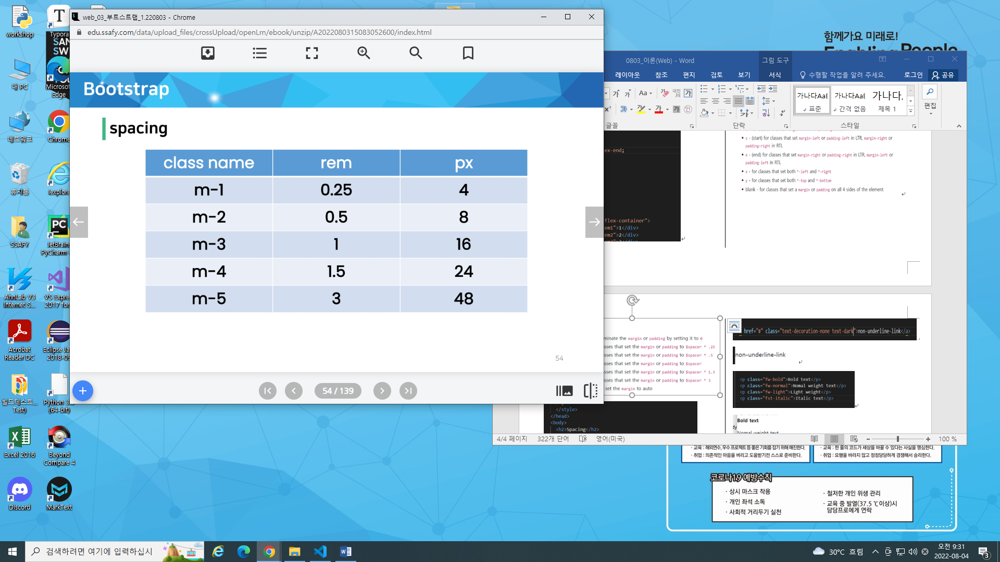 workshop
Typora
내 PC
Microsoft
Edge
네트워크
Chrome
휴지통
iexplore
SSAFY
JetBrain
PyCharm
AhnLab V3
Internet S...
VS Expre
2017 for
Acrobat
Reader DC
Eclipse Ja
2018-09
빌드테스트...
Test)
Python 3...
(64-bit)
Excel 2016
Beyond
Compare 4
Discord
MarkText
web_03_부트스트랩_1.220803 - Chrome
edu.ssafy.com/data/upload_files/crossUpload/openLrn/ebook/unzip/A2022080315083052600/index.html
Bootstrap
spacing
class name rem px
m-1 0.25 4
m-2 0.5 8
m-3 1 16
m-4 1.5 24
m-5 3 48
54
54 / 139
함께가요 미래로!
Enabling People
0803_이론(Web) - Word
그림 도구
레이아웃 참조 편지 검토 보기 서식 수행할 작업을 알려 주세요. 로그인 공유
가나다AaB 가나다AaB 가나다
표준 간격 없음 제목 1
편집
글꼴 단락 스타일
ex-end;
flex-container">
em1">1</div>
em2">2</div>
s - (start) for classes that set margin-left or padding-left in LTR, margin-right or
padding-right in RTL
e - (end) for classes that set margin-right or padding-right in LTR, margin-left or
padding-left in RTL
x - for classes that set both *-left and *-right
y - for classes that set both *-top and *-bottom
blank - for classes that set a margin or padding on all 4 sides of the element
minate the margin or padding by setting it to 0
sses that set the margin or padding to $spacer * .25
sses that set the margin or padding to $spacer * .5
sses that set the margin or padding to $spacer
sses that set the margin or padding to $spacer * 1.5
sses that set the margin or padding to $spacer * 3
set the margin to auto
</style>
</head>
<body>
<h2>Spacing</h2>
href="#" class="text-decoration-none text-dark">non-underline-link</a>
non-underline-link
<p class="fw-bold">Bold text</p>
<p class="fw-normal">Nomal weight text</p>
<p class="fw-light">Light weight</p>
<p class="fst-italic">Italic text</p>
Bold text
Nomal weight text
4/4 페이지 322개 단어 영어(미국)
100 %
· 교육 : 해외연수, 우수 프로젝트 등 좋은 기회를 잡기 위해 매진한다.
· 취업 : 의존적인 마음을 버리고 도움받기전 스스로 준비한다.
· 교육 : 한 줄의 코드가 세상을 바꿀 수 있다는 사실을 명심한다.
· 취업 : 요행을 바라지 않고 정정당당하게 경쟁해서 승리한다.
코로나19 예방수칙
· 상시 마스크 착용
· 개인 좌석 소독
· 사회적 거리두기 실천
· 철저한 개인 위생 관리
· 교육 중 발열(37.5 ℃이상)시
담당프로에게 연락
검색하려면 여기에 입력하십시
30°C 흐림
오전 9:31
2022-08-04
3